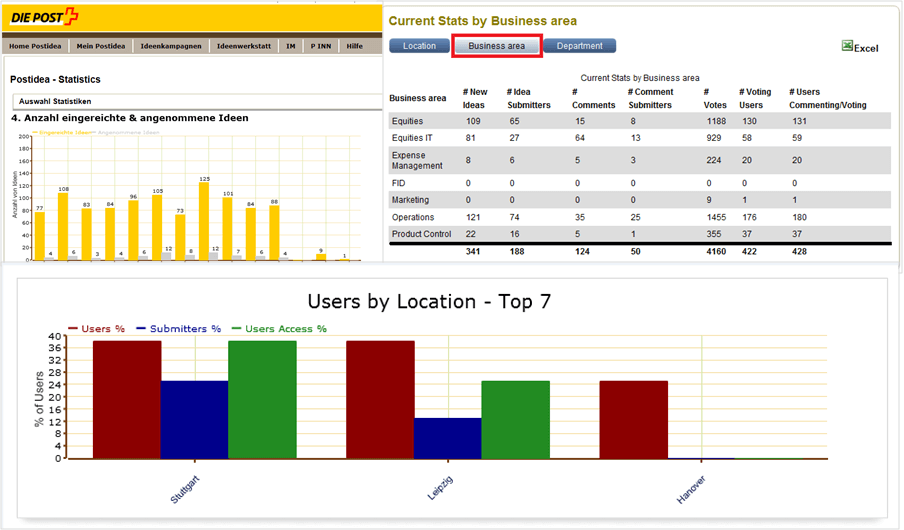 DIE POST
Home Postidea Mein Postidea Ideenkampagnen Ideenwerkstatt IM P INN Hilfe
Postidea - Statistics
Auswahl Statistiken
4. Anzahl eingereichte & angenommene Ideen
Eingereichte Ideen Angenommene Ideen
Anzahl von Ideen
200
180
160
140
120
100
80
60
40
20
0
77 108 83 84 96 105 73 125 101 84 88 9 1
4 6 3 4 6 12 8 12 7 6 4
Current Stats by Business area
Location Business area Department
Excel
Current Stats by Business area
Business area # New Ideas # Idea Submitters # Comments # Comment Submitters # Votes # Voting Users # Users Commenting/Voting
Equities 109 65 15 8 1188 130 131
Equities IT 81 27 64 13 929 58 59
Expense Management 8 6 5 3 224 20 20
FID 0 0 0 0 0 0 0
Marketing 0 0 0 0 9 1 1
Operations 121 74 35 25 1455 176 180
Product Control 22 16 5 1 355 37 37
341 188 124 50 4160 422 428
Users by Location - Top 7
Users % Submitters % Users Access %
% of Users
40
36
32
28
24
20
16
12
8
4
0
Stuttgart
Leipzig
Hanover